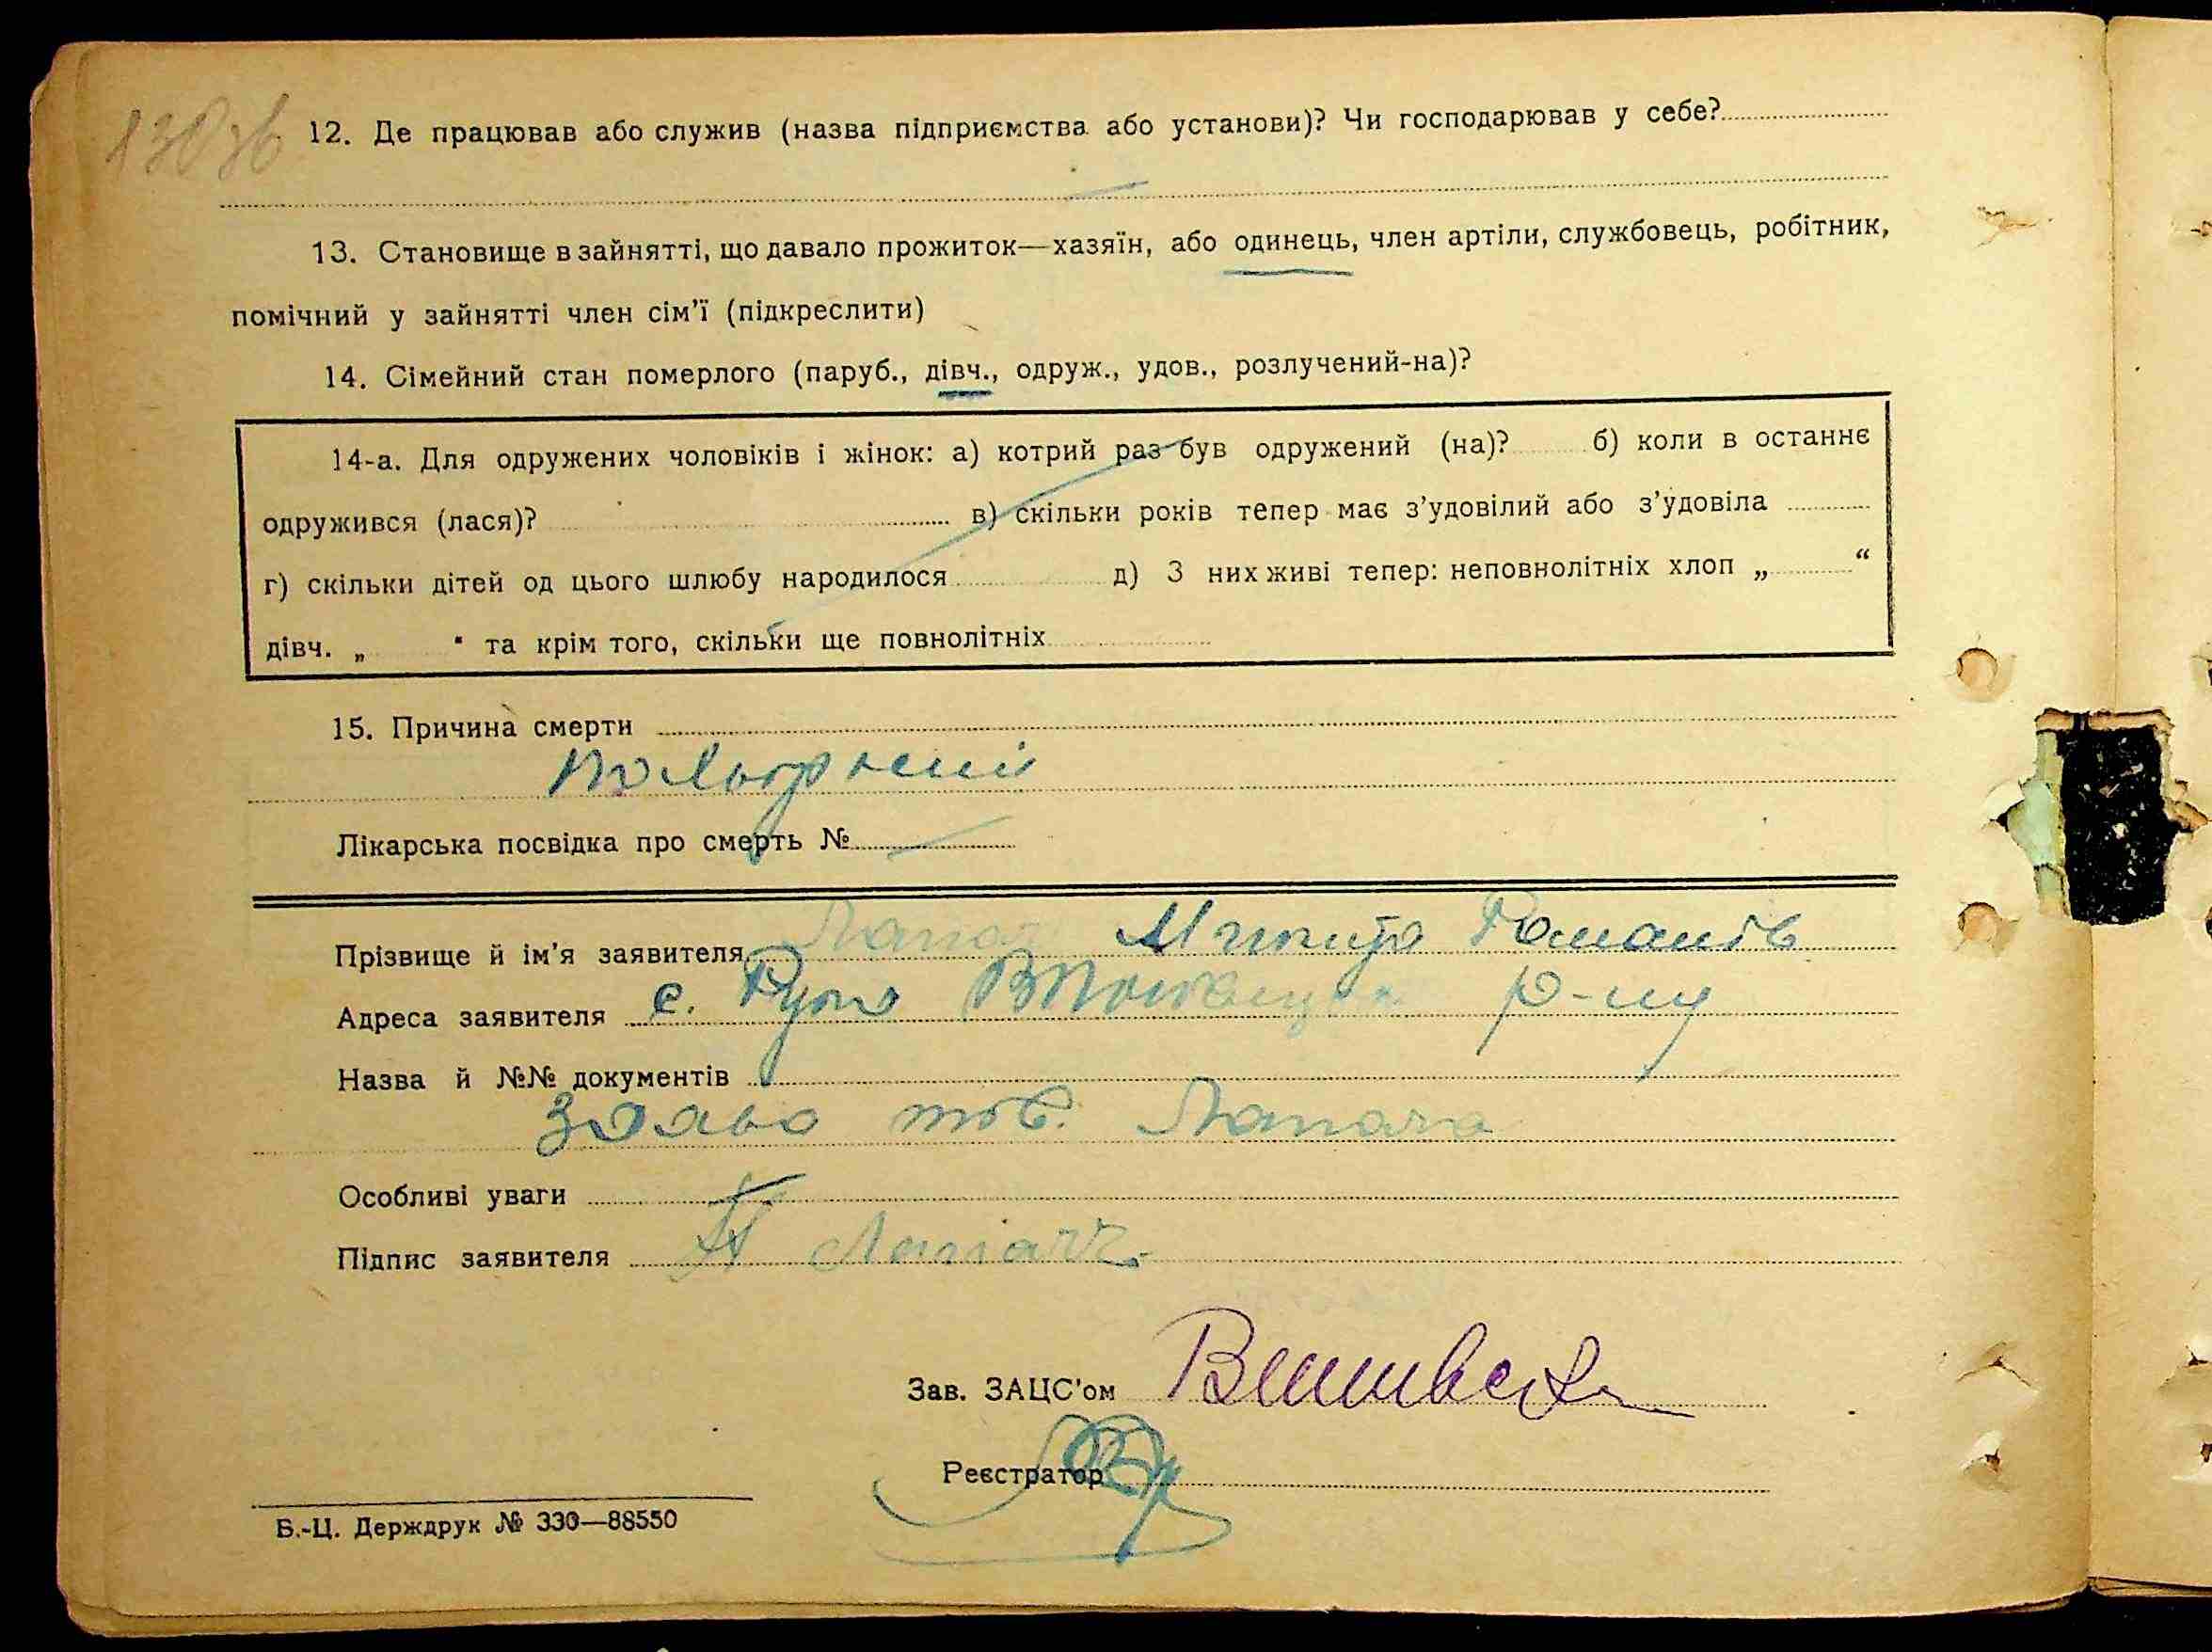 130зв
12. Де працював або служив (назва підприємства або установи)? Чи господарював у себе?
13. Становище в зайнятті, що давало прожиток—хазяїн, або одинець, член артіли, службовець, робітник,
помічний у зайнятті член сім’ї (підкреслити)
14. Сімейний стан померлого (паруб., дівч., одруж., удов., розлучений-на)?
14-а. Для одружених чоловіків і жінок: а) котрий раз був одружений (на)? б) коли в останнє
одружився (лася)? в) скільки років тепер має з’удовілий або з’удовіла
г) скільки дітей од цього шлюбу народилося д) З них живі тепер: неповнолітніх хлоп „ “
дівч. „ “ та крім того, скільки ще повнолітніх
15. Причина смерти
Лікарська посвідка про смерть №
Прізвище й ім’я заявителя Микита Романів
Адреса заявителя с. р-ну
Назва й №№ документів
тов.
Особливі уваги
Підпис заявителя
Зав. ЗАЦС’ом
Реєстратор
Б.-Ц. Держдрук № 330—88550